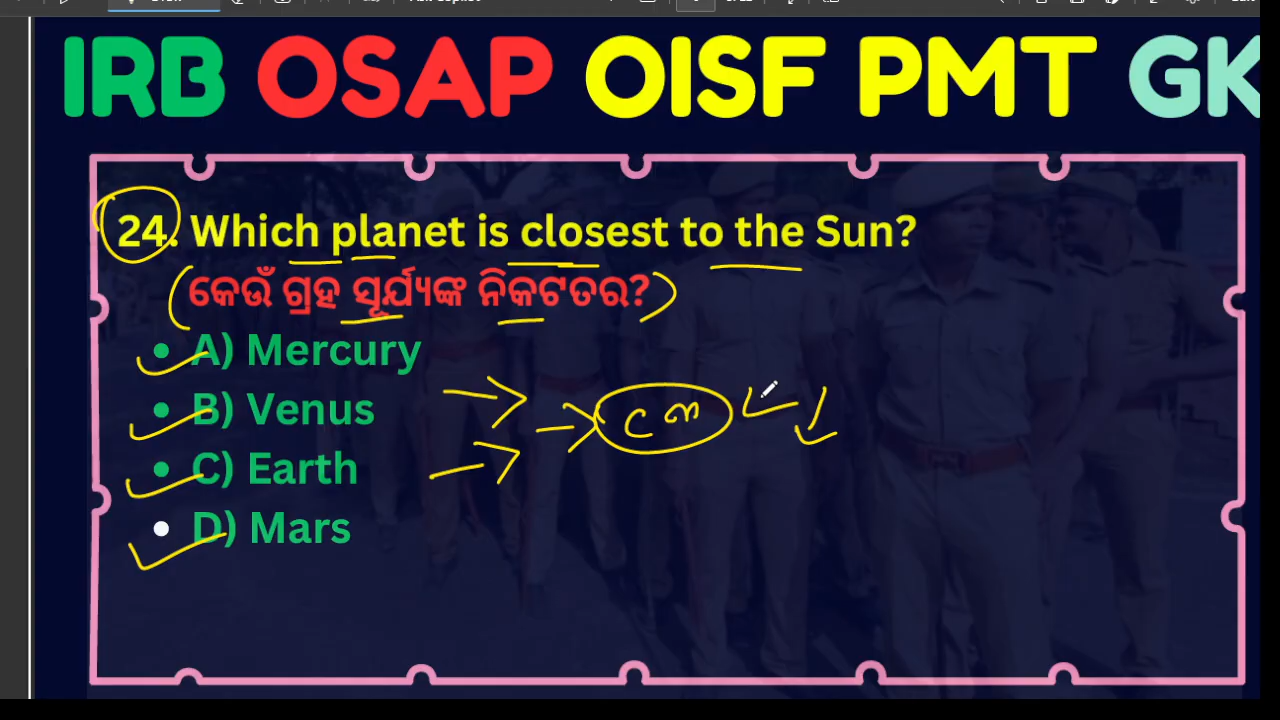 IRB OSAP OISF PMT GK
24. Which planet is closest to the Sun?
(କେଉଁ ଗ୍ରହ ସୂର୍ଯ୍ୟଙ୍କ ନିକଟତର?)
A) Mercury
B) Venus
C) Earth
D) Mars